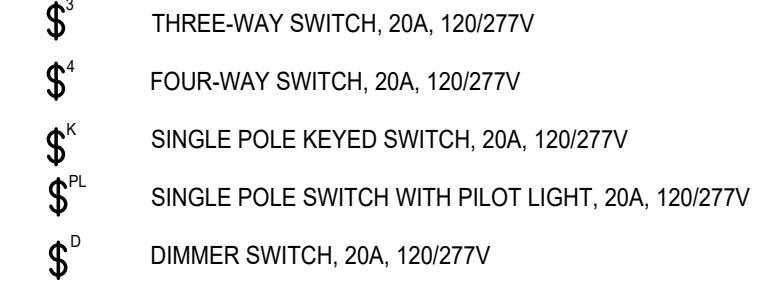 $3 THREE-WAY SWITCH, 20A, 120/277V
$4 FOUR-WAY SWITCH, 20A, 120/277V
$K SINGLE POLE KEYED SWITCH, 20A, 120/277V
$PL SINGLE POLE SWITCH WITH PILOT LIGHT, 20A, 120/277V
$D DIMMER SWITCH, 20A, 120/277V